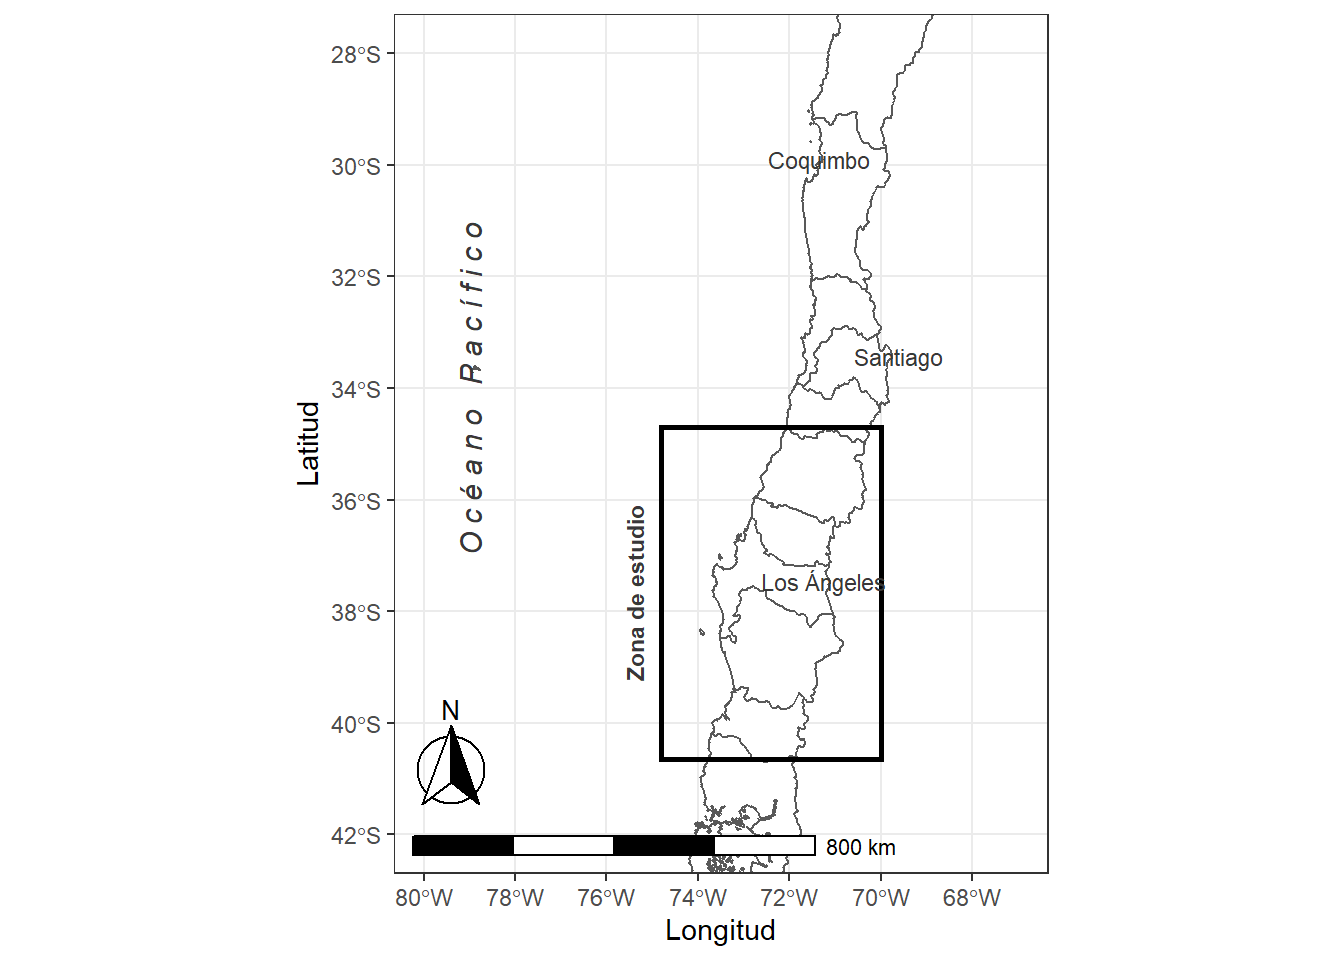 28°S
30°S
32°S
34°S
36°S
38°S
40°S
42°S
Latitud
Océano Pacífico
Coquimbo
Santiago
Zona de estudio
Los Ángeles
N
800 km
80°W
78°W
76°W
74°W
72°W
70°W
68°W
Longitud